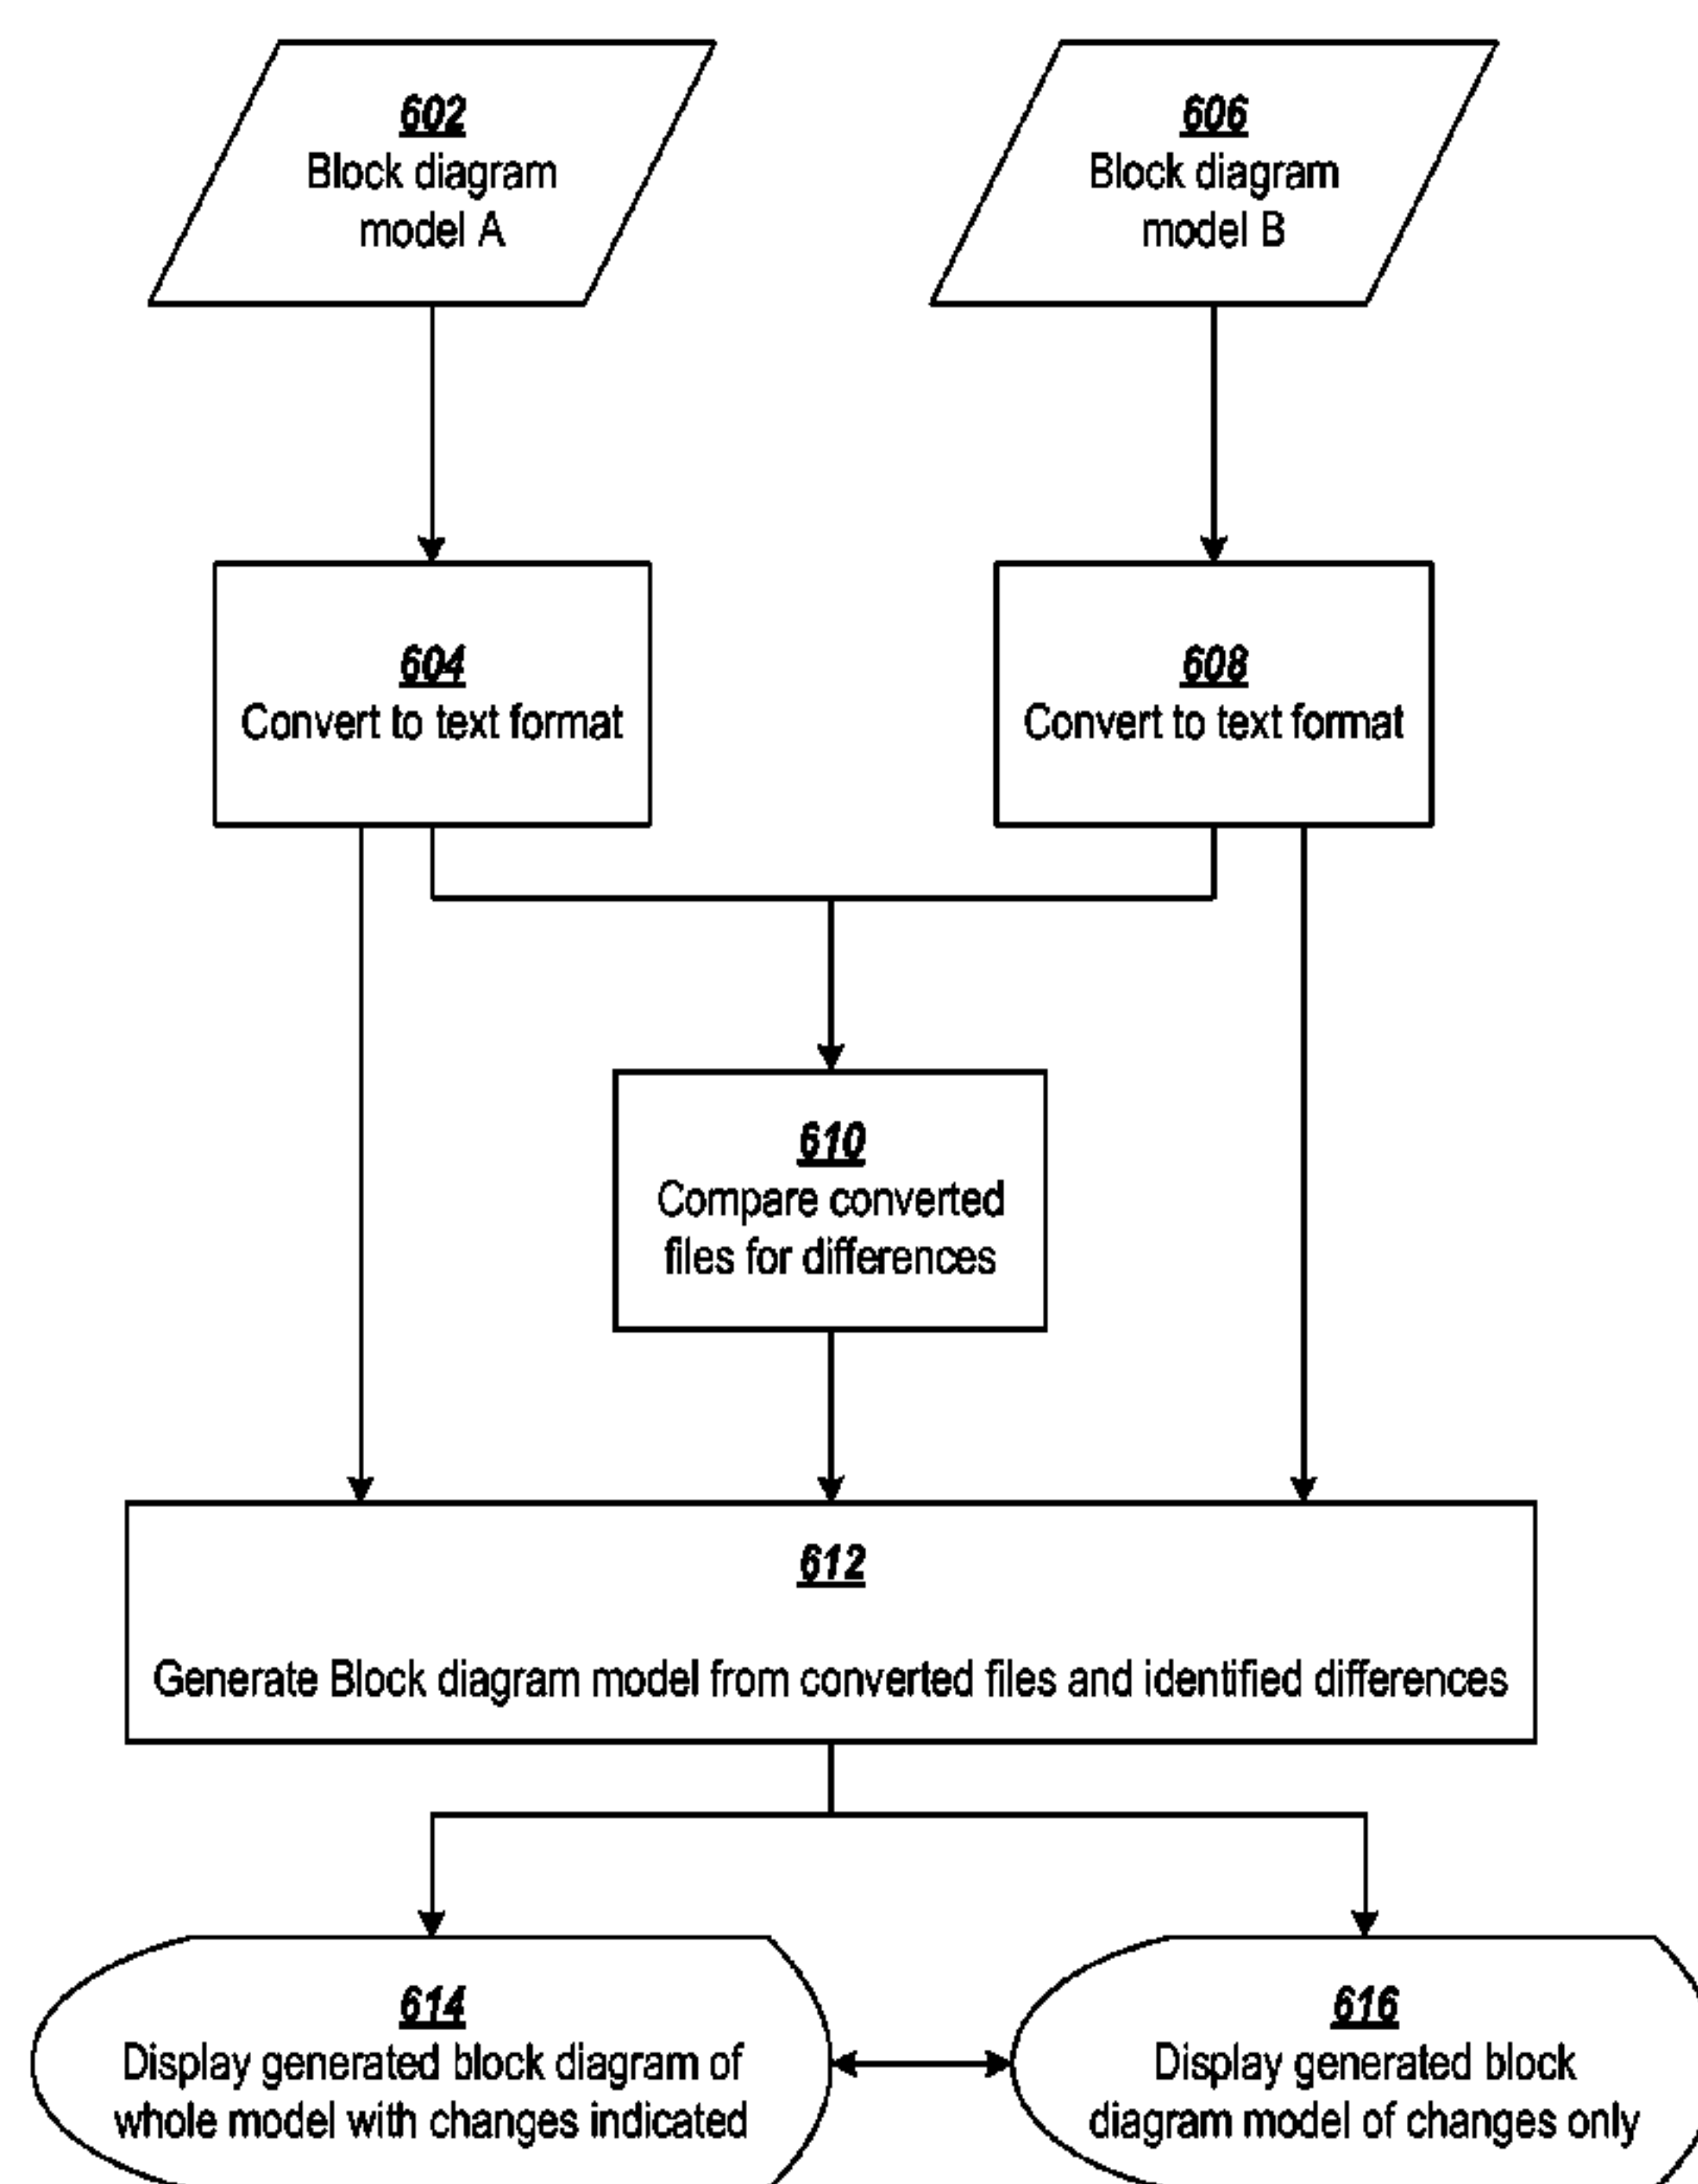 602
Block diagram
model A
606
Block diagram
model B
604
Convert to text format
608
Convert to text format
610
Compare converted
files for differences
612
Generate Block diagram model from converted files and identified differences
614
Display generated block diagram of
whole model with changes indicated
616
Display generated block
diagram model of changes only